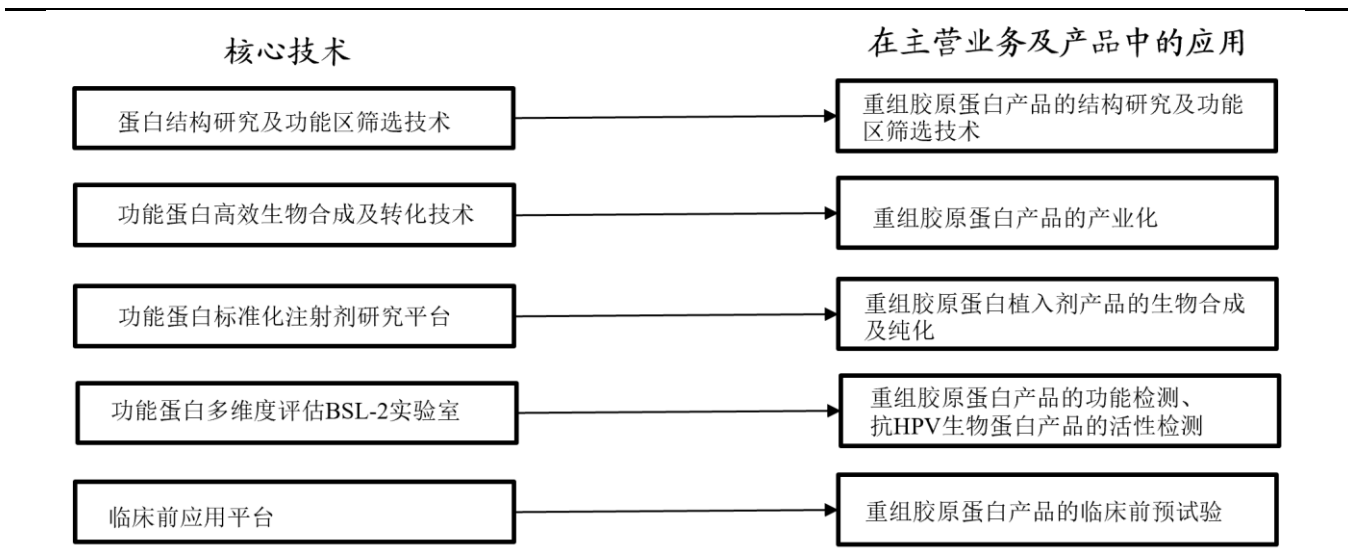 核心技术
在主营业务及产品中的应用
蛋白结构研究及功能区筛选技术
重组胶原蛋白产品的结构研究及功能
区筛选技术
功能蛋白高效生物合成及转化技术
重组胶原蛋白产品的产业化
功能蛋白标准化注射剂研究平台
重组胶原蛋白植入剂产品的生物合成
及纯化
功能蛋白多维度评估BSL-2实验室
重组胶原蛋白产品的功能检测、
抗HPV生物蛋白产品的活性检测
临床前应用平台
重组胶原蛋白产品的临床前预试验